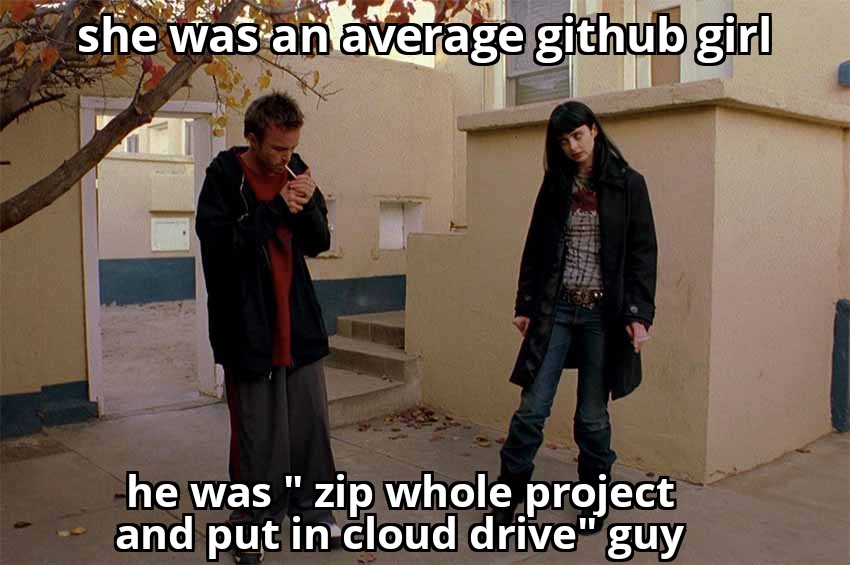 she was an average github girl
he was " zip whole project
and put in cloud drive" guy